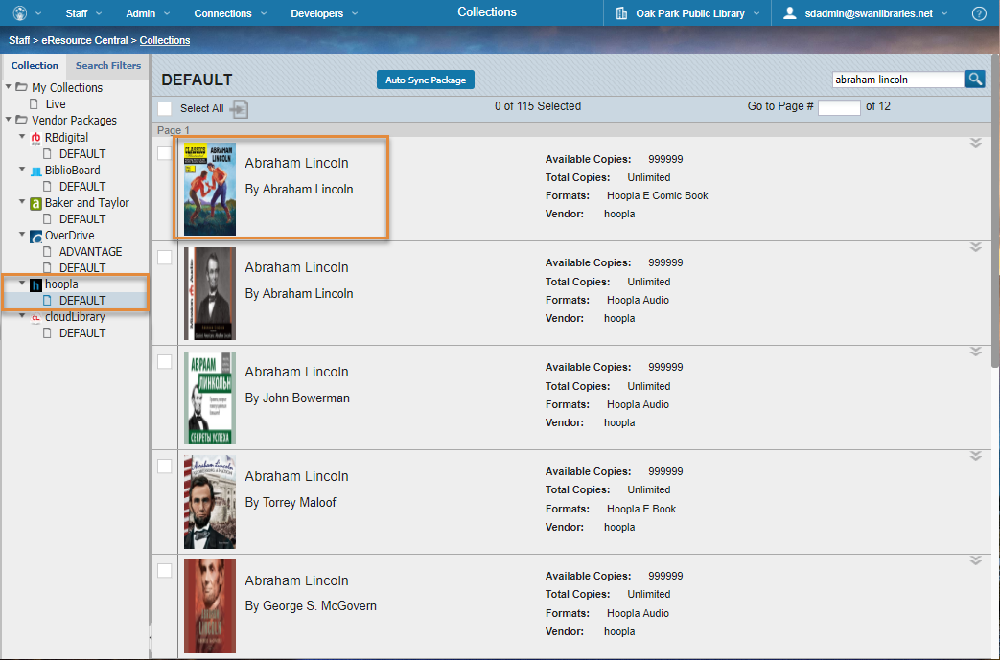 Staff Admin Connections Developers Collections Oak Park Public Library sdadmin@swanlibraries.net ?
Staff > eResource Central > Collections
Collection Search Filters
My Collections
Live
Vendor Packages
RBdigital
DEFAULT
BiblioBoard
DEFAULT
a Baker and Taylor
DEFAULT
OverDrive
ADVANTAGE
DEFAULT
h hoopla
DEFAULT
CL cloudLibrary
DEFAULT
DEFAULT Auto-Sync Package abraham lincoln
Select All 0 of 115 Selected Go to Page # of 12
Page 1
CLASSICS
ABRAHAM
LINCOLN
Abraham Lincoln
By Abraham Lincoln
Available Copies: 999999
Total Copies: Unlimited
Formats: Hoopla E Comic Book
Vendor: hoopla
Abraham Lincoln
By Abraham Lincoln
Available Copies: 999999
Total Copies: Unlimited
Formats: Hoopla Audio
Vendor: hoopla
АВРААМ
ЛИНКОЛЬН
СЕКРЕТЫ УСПЕХА
Abraham Lincoln
By John Bowerman
Available Copies: 999999
Total Copies: Unlimited
Formats: Hoopla Audio
Vendor: hoopla
Abraham Lincoln
Abraham Lincoln
By Torrey Maloof
Available Copies: 999999
Total Copies: Unlimited
Formats: Hoopla E Book
Vendor: hoopla
ABRAHAM
LINCOLN
Abraham Lincoln
By George S. McGovern
Available Copies: 999999
Total Copies: Unlimited
Formats: Hoopla Audio
Vendor: hoopla